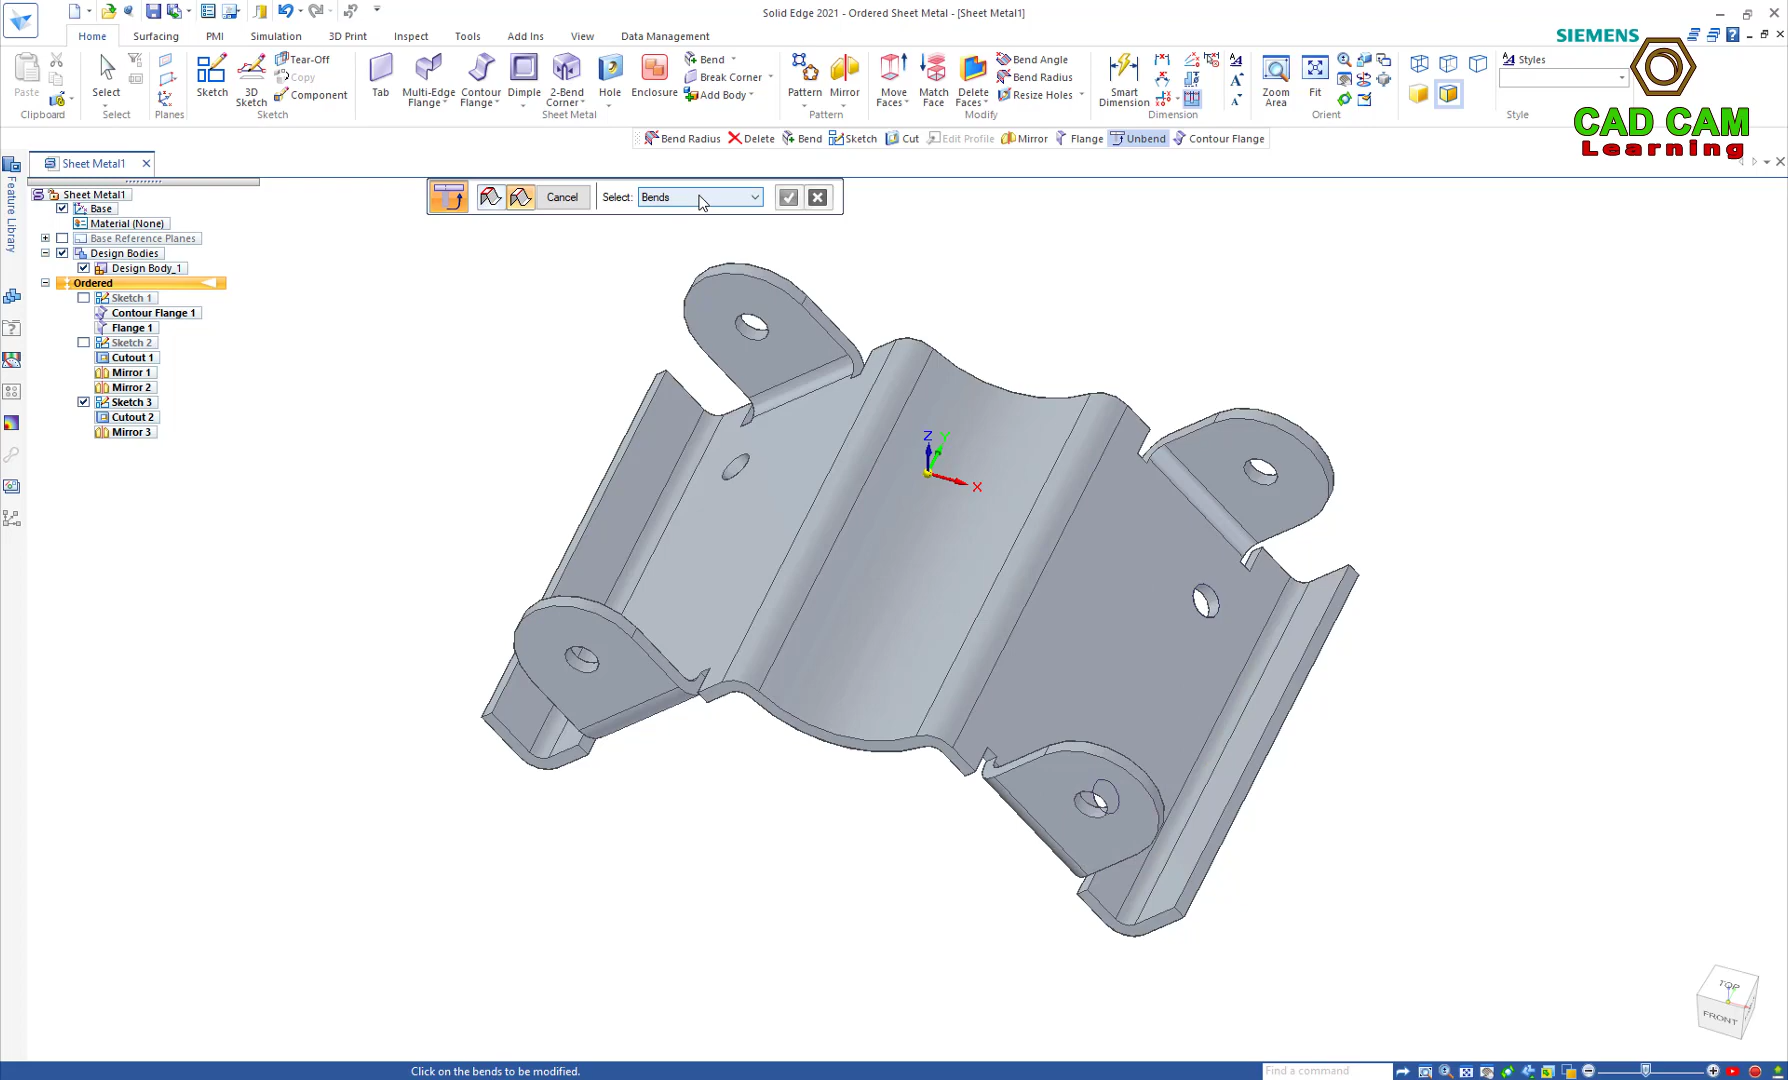 Solid Edge 2021 - Ordered Sheet Metal - [Sheet Metal1]
Home Surfacing PMI Simulation 3D Print Inspect Tools Add Ins View Data Management
SIEMENS
Paste
Clipboard
Select
Select
Planes
Sketch
3D Sketch
Tear-Off
Copy
Component
Sketch
Tab
Multi-Edge Flange
Contour Flange
Dimple
2-Bend Corner
Hole
Enclosure
Bend
Break Corner
Add Body
Sheet Metal
Pattern
Mirror
Pattern
Move Faces
Match Face
Delete Faces
Bend Angle
Bend Radius
Resize Holes
Modify
Smart Dimension
Dimension
Zoom Area
Fit
Orient
Styles
Style
CAD CAM
Learning
Bend Radius Delete Bend Sketch Cut Edit Profile Mirror Flange Unbend Contour Flange
Sheet Metal1
Feature Library
Cancel Select: Bends
Sheet Metal1
Base
Material (None)
Base Reference Planes
Design Bodies
Design Body_1
Ordered
Sketch 1
Contour Flange 1
Flange 1
Sketch 2
Cutout 1
Mirror 1
Mirror 2
Sketch 3
Cutout 2
Mirror 3
Z Y
X
TOP
FRONT
Click on the bends to be modified.
Find a command